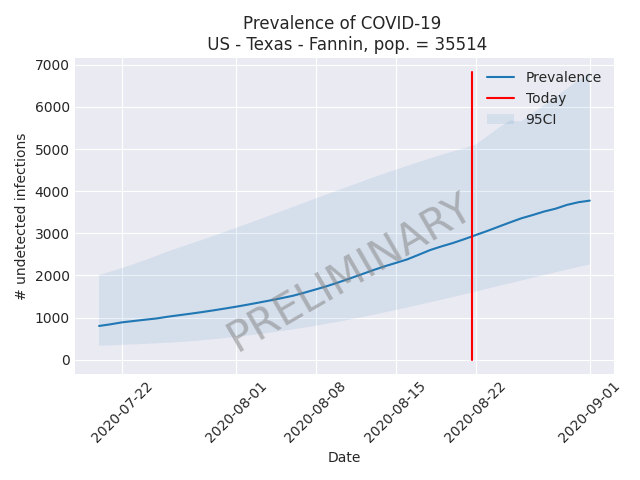 Prevalence of COVID-19
US - Texas - Fannin, pop. = 35514
7000
6000
5000
4000
3000
2000
1000
0
# undetected infections
Prevalence
Today
95CI
PRELIMINARY
2020-07-22
2020-08-01
2020-08-08
2020-08-15
2020-08-22
2020-09-01
Date